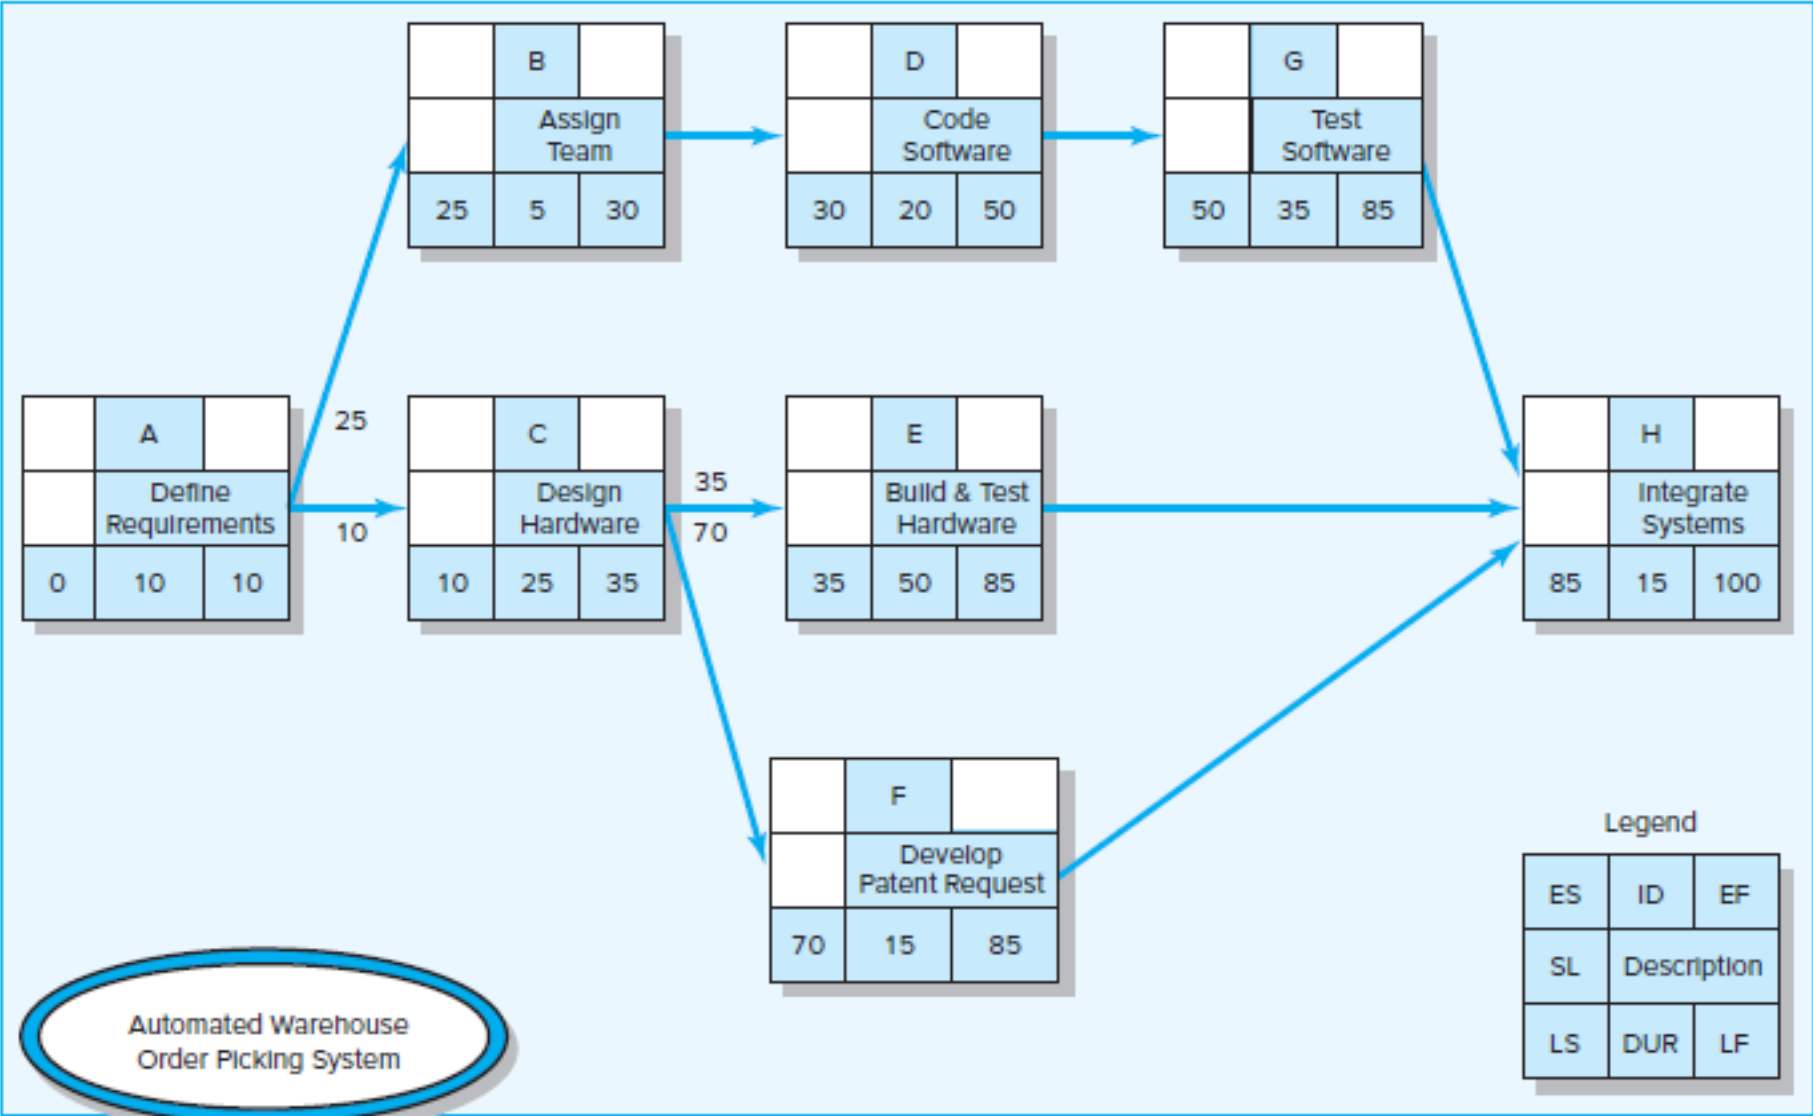 B
Assign
Team
25 5 30
D
Code
Software
30 20 50
G
Test
Software
50 35 85
A
Define
Requirements
0 10 10
25
10
C
Design
Hardware
10 25 35
35
70
E
Build & Test
Hardware
35 50 85
H
Integrate
Systems
85 15 100
F
Develop
Patent Request
70 15 85
Legend
ES ID EF
SL Description
LS DUR LF
Automated Warehouse
Order Picking System